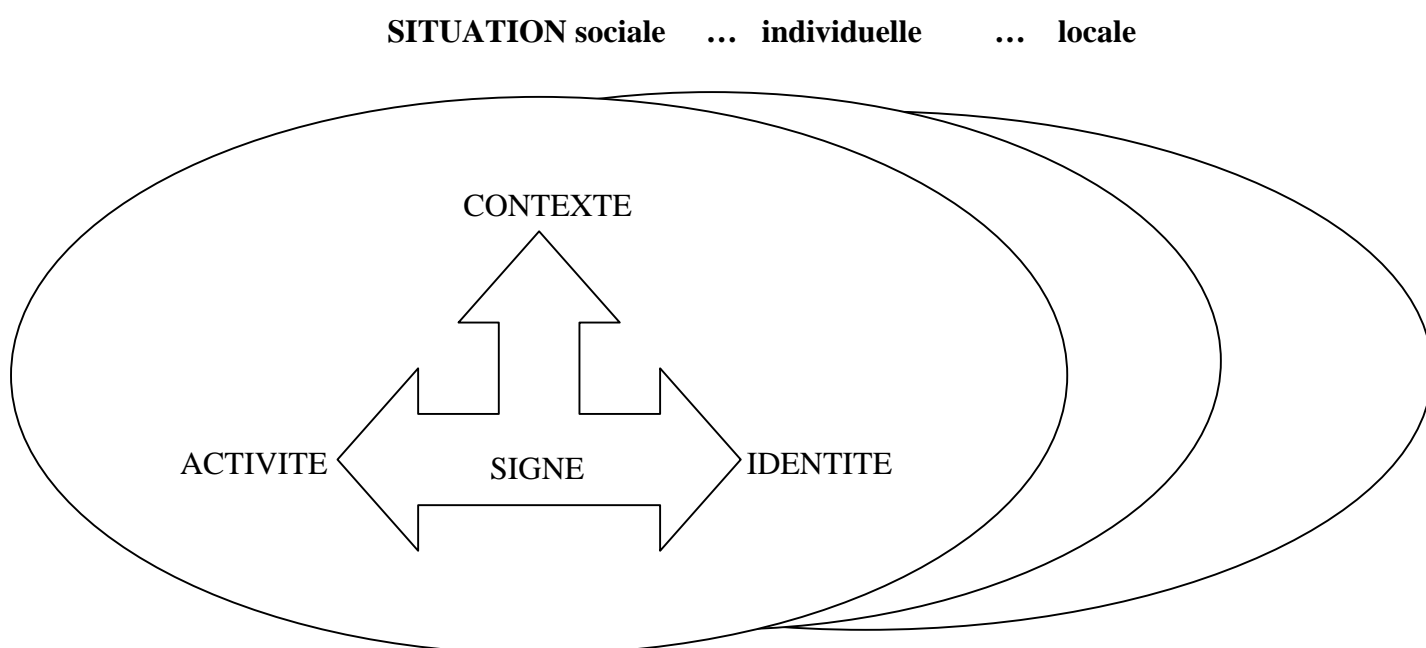 SITUATION sociale ... individuelle ... locale
CONTEXTE
ACTIVITE SIGNE IDENTITE